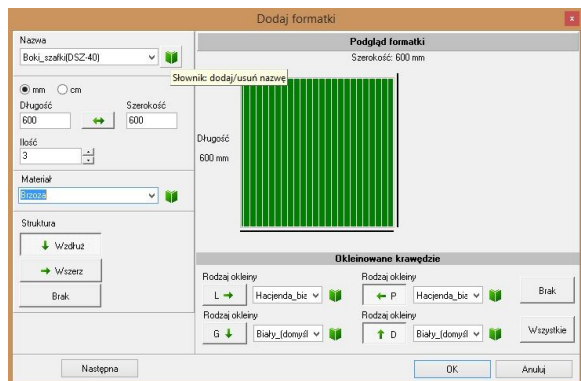 Dodaj formatki
x
Nazwa
Boki_szafki(DSZ-40)
Słownik: dodaj/usuń nazwę
mm cm
Długość Szerokość
600 600
Ilość
3
Materiał
Brzoza
Struktura
Wzdłuż
Wszerz
Brak
Następna
Podgląd formatki
Szerokość: 600 mm
Długość
600 mm
Okleinowane krawędzie
Rodzaj okleiny Rodzaj okleiny
L Hacjenda_bia P Hacjenda_bia Brak
Rodzaj okleiny Rodzaj okleiny
G Biały_(domyśl D Biały_(domyśl Wszystkie
OK Anuluj